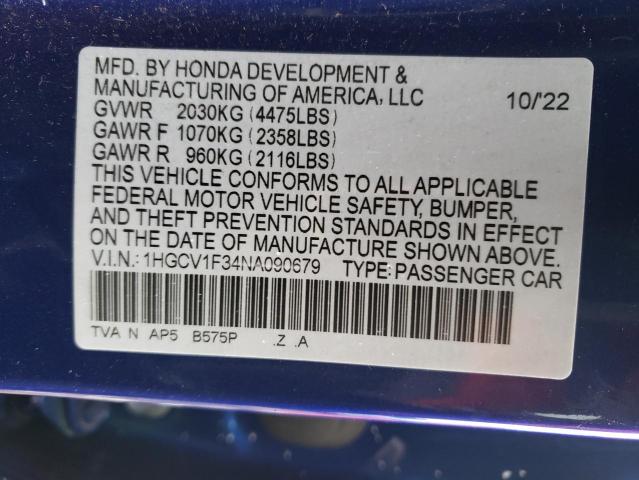 MFD. BY HONDA DEVELOPMENT &
MANUFACTURING OF AMERICA, LLC 10/'22
GVWR 2030KG (4475LBS)
GAWR F 1070KG (2358LBS)
GAWR R 960KG (2116LBS)
THIS VEHICLE CONFORMS TO ALL APPLICABLE
FEDERAL MOTOR VEHICLE SAFETY, BUMPER,
AND THEFT PREVENTION STANDARDS IN EFFECT
ON THE DATE OF MANUFACTURE SHOWN ABOVE.
V.I.N.: 1HGCV1F34NA090679 TYPE: PASSENGER CAR
TVA N AP5 B575P .Z .A